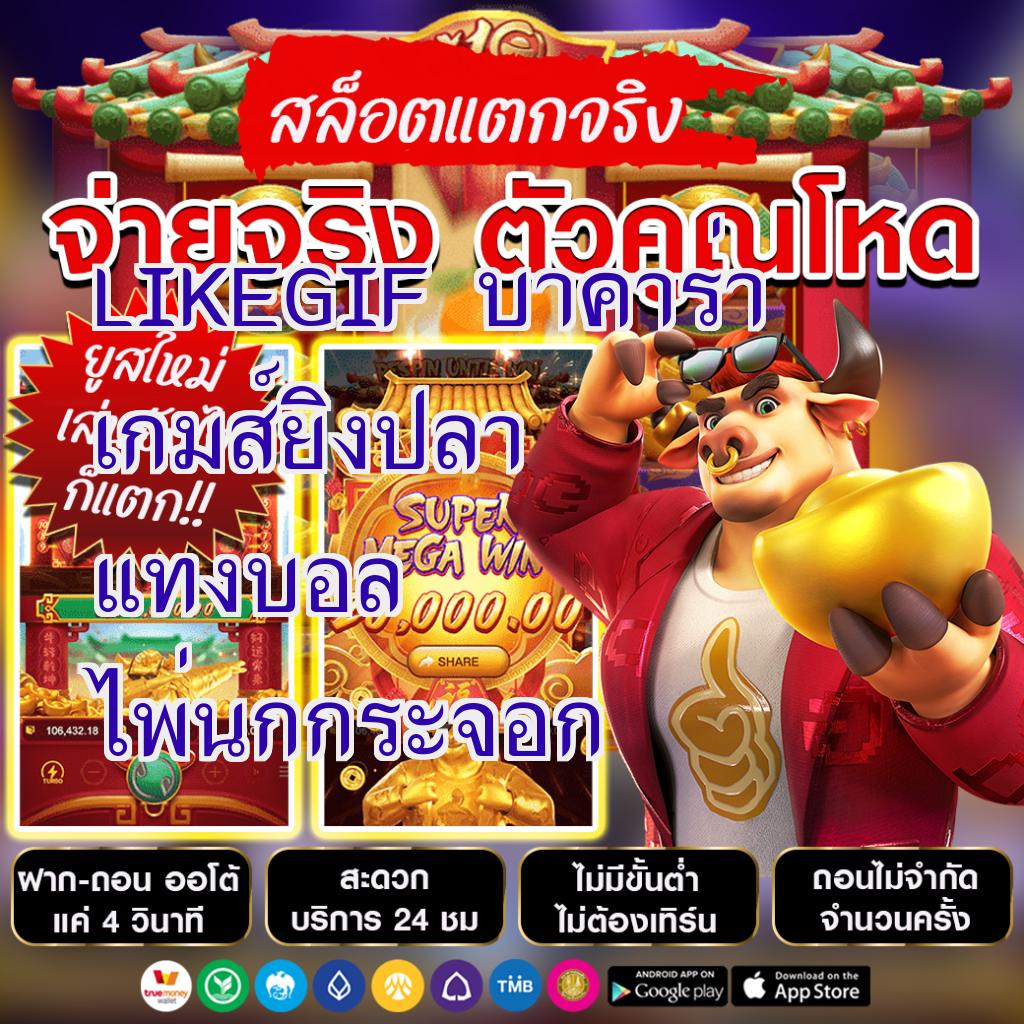 สล็อตแตกจริง
จ่ายจริง ตัวคุณโหด
LIKEGIF บาคารา
ยูสใหม่
ก็แตก!!
เกมส์ยิงปลา
SUPER
MEGA WIN
แทงบอล
,000.00
SHARE
ไพ่นกกระจอก
106,432.18
TURBO
ฝาก-ถอน ออโต้
แค่ 4 วินาที
สะดวก
บริการ 24 ชม
ไม่มีขั้นต่ำ
ไม่ต้องเทิร์น
ถอนไม่จำกัด
จำนวนครั้ง
truemoney
wallet
TMB
ANDROID APP ON
Google play
Download on the
App Store